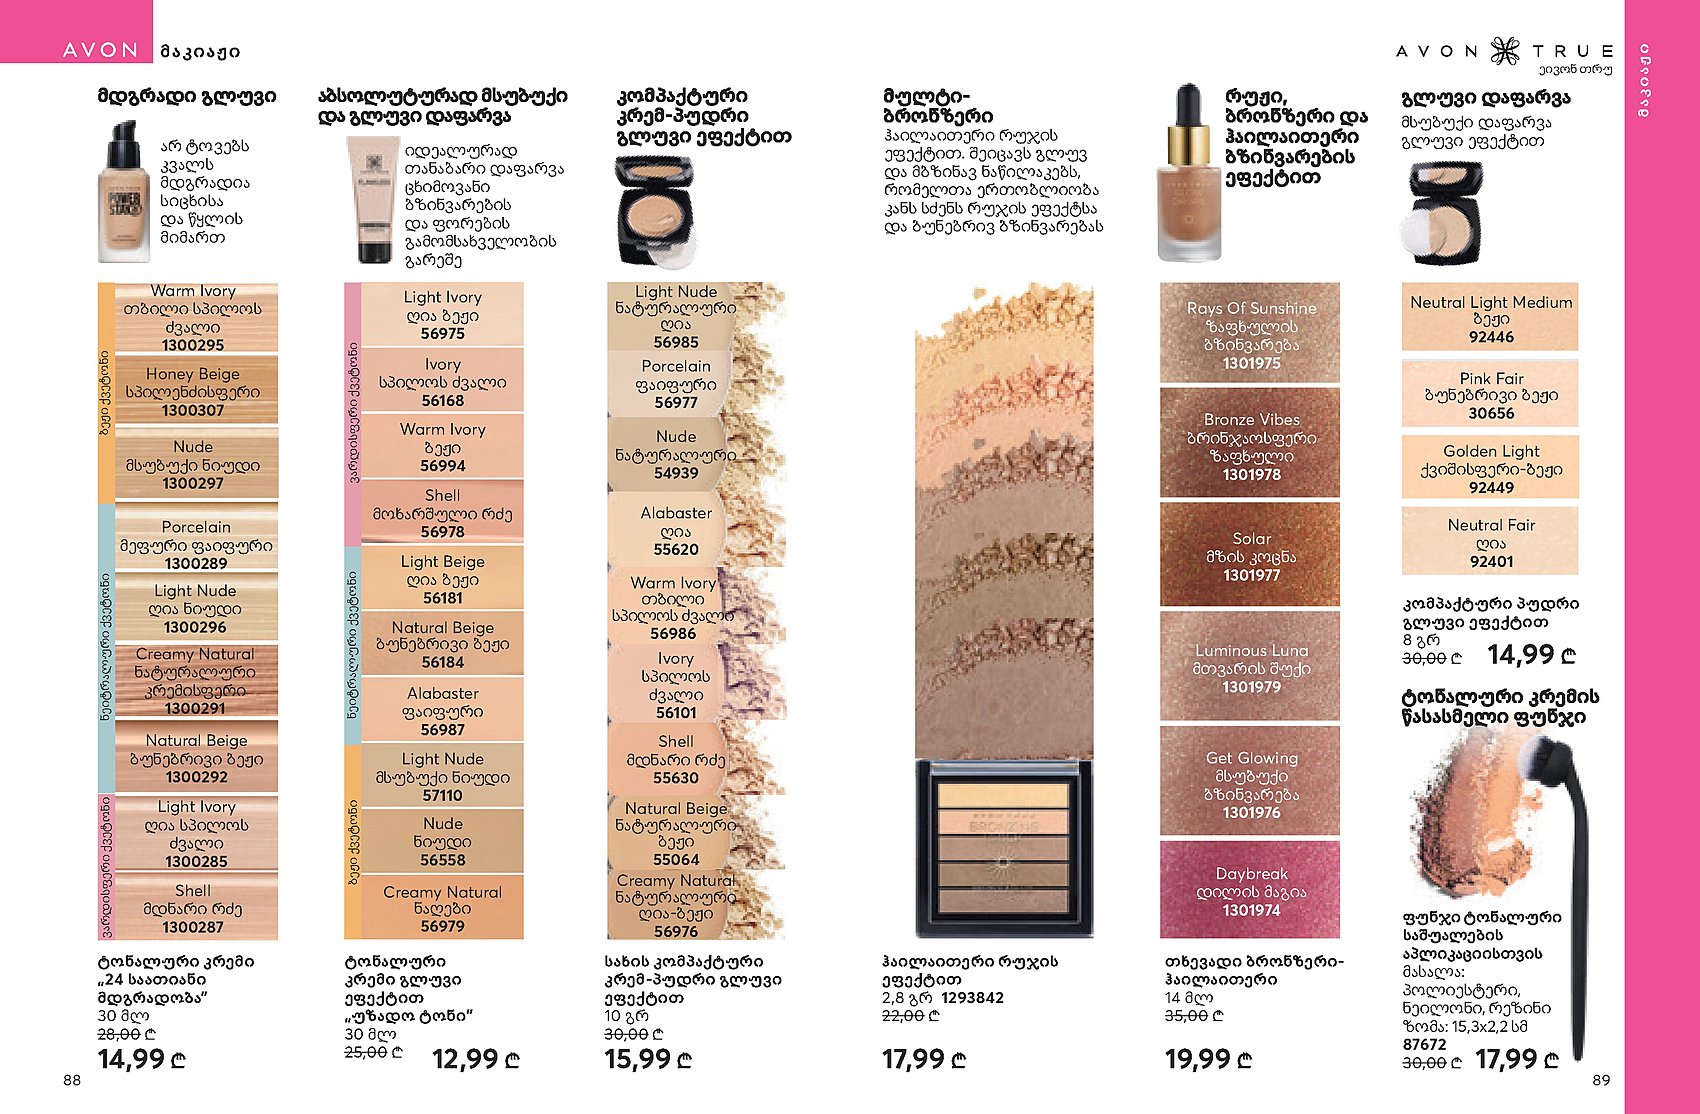 AVON მაკიაჟი
AVON TRUE
ეივონ თრუ
მაკიაჟი
მდგრადი გლუვი
არ ტოვებს
კვალს
მდგრადია
სიცხისა
და წყლის
მიმართ
ბეჟი ქვეტონი
Warm Ivory
თბილი სპილოს
ძვალი
1300295
Honey Beige
სპილენძისფერი
1300307
Nude
მსუბუქი ნიუდი
1300297
ნეიტრალური ქვეტონი
Porcelain
მეფური ფაიფური
1300289
Light Nude
ღია ნიუდი
1300296
Creamy Natural
ნატურალური
კრემისფერი
1300291
Natural Beige
ბუნებრივი ბეჟი
1300292
ვარდისფერი ქვეტონი
Light Ivory
ღია სპილოს
ძვალი
1300285
Shell
მდნარი რძე
1300287
ტონალური კრემი
„24 საათიანი
მდგრადობა“
30 მლ
28,00 ₾
14,99 ₾
აბსოლუტურად მსუბუქი
და გლუვი დაფარვა
იდეალურად
თანაბარი დაფარვა
ცხიმოვანი
ბზინვარების
და ფორების
გამომსახველობის
გარეშე
ვარდისფერი ქვეტონი
Light Ivory
ღია ბეჟი
56975
Ivory
სპილოს ძვალი
56168
Warm Ivory
ბეჟი
56994
Shell
მოხარშული რძე
56978
ნეიტრალური ქვეტონი
Light Beige
ღია ბეჟი
56181
Natural Beige
ბუნებრივი ბეჟი
56184
Alabaster
ფაიფური
56987
ბეჟი ქვეტონი
Light Nude
მსუბუქი ნიუდი
57110
Nude
ნიუდი
56558
Creamy Natural
ნაღები
56979
ტონალური
კრემი გლუვი
ეფექტით
„უზადო ტონი“
30 მლ
25,00 ₾
12,99 ₾
კომპაქტური
კრემ-პუდრი
გლუვი ეფექტით
Light Nude
ნატურალური
ღია
56985
Porcelain
ფაიფური
56977
Nude
ნატურალური
54939
Alabaster
ღია
55620
Warm Ivory
თბილი
სპილოს ძვალი
56986
Ivory
სპილოს
ძვალი
56101
Shell
მდნარი რძე
55630
Natural Beige
ნატურალური
ბეჟი
55064
Creamy Natural
ნატურალური
ღია-ბეჟი
56976
სახის კომპაქტური
კრემ-პუდრი გლუვი
ეფექტით
10 გრ
30,00 ₾
15,99 ₾
მულტი-
ბრონზერი
ჰაილაითერი რუჯის
ეფექტით. შეიცავს გლუვ
და მბზინავ ნაწილაკებს,
რომელთა ერთობლიობა
კანს სძენს რუჯის ეფექტსა
და ბუნებრივ ბზინვარებას
ჰაილაითერი რუჯის
ეფექტით
2,8 გრ 1293842
22,00 ₾
17,99 ₾
რუჟი,
ბრონზერი და
ჰაილაითერი
ბზინვარების
ეფექტით
Rays Of Sunshine
ზაფხულის
ბზინვარება
1301975
Bronze Vibes
ბრინჯაოსფერი
ზაფხული
1301978
Solar
მზის კოცნა
1301977
Luminous Luna
მთვარის შუქი
1301979
Get Glowing
მსუბუქი
ბზინვარება
1301976
Daybreak
დილის მაგია
1301974
თხევადი ბრონზერი-
ჰაილაითერი
14 მლ
35,00 ₾
19,99 ₾
გლუვი დაფარვა
მსუბუქი დაფარვა
გლუვი ეფექტით
Neutral Light Medium
ბეჟი
92446
Pink Fair
ბუნებრივი ბეჟი
30656
Golden Light
ქვიშისფერი-ბეჟი
92449
Neutral Fair
ღია
92401
კომპაქტური პუდრი
გლუვი ეფექტით
8 გრ
30,00 ₾ 14,99 ₾
ტონალური კრემის
წასასმელი ფუნჯი
ფუნჯი ტონალური
საშუალების
აპლიკაციისთვის
მასალა:
პოლიესტერი,
ნეილონი, რეზინი
ზომა: 15,3x2,2 სმ
87672
30,00 ₾ 17,99 ₾
88
89